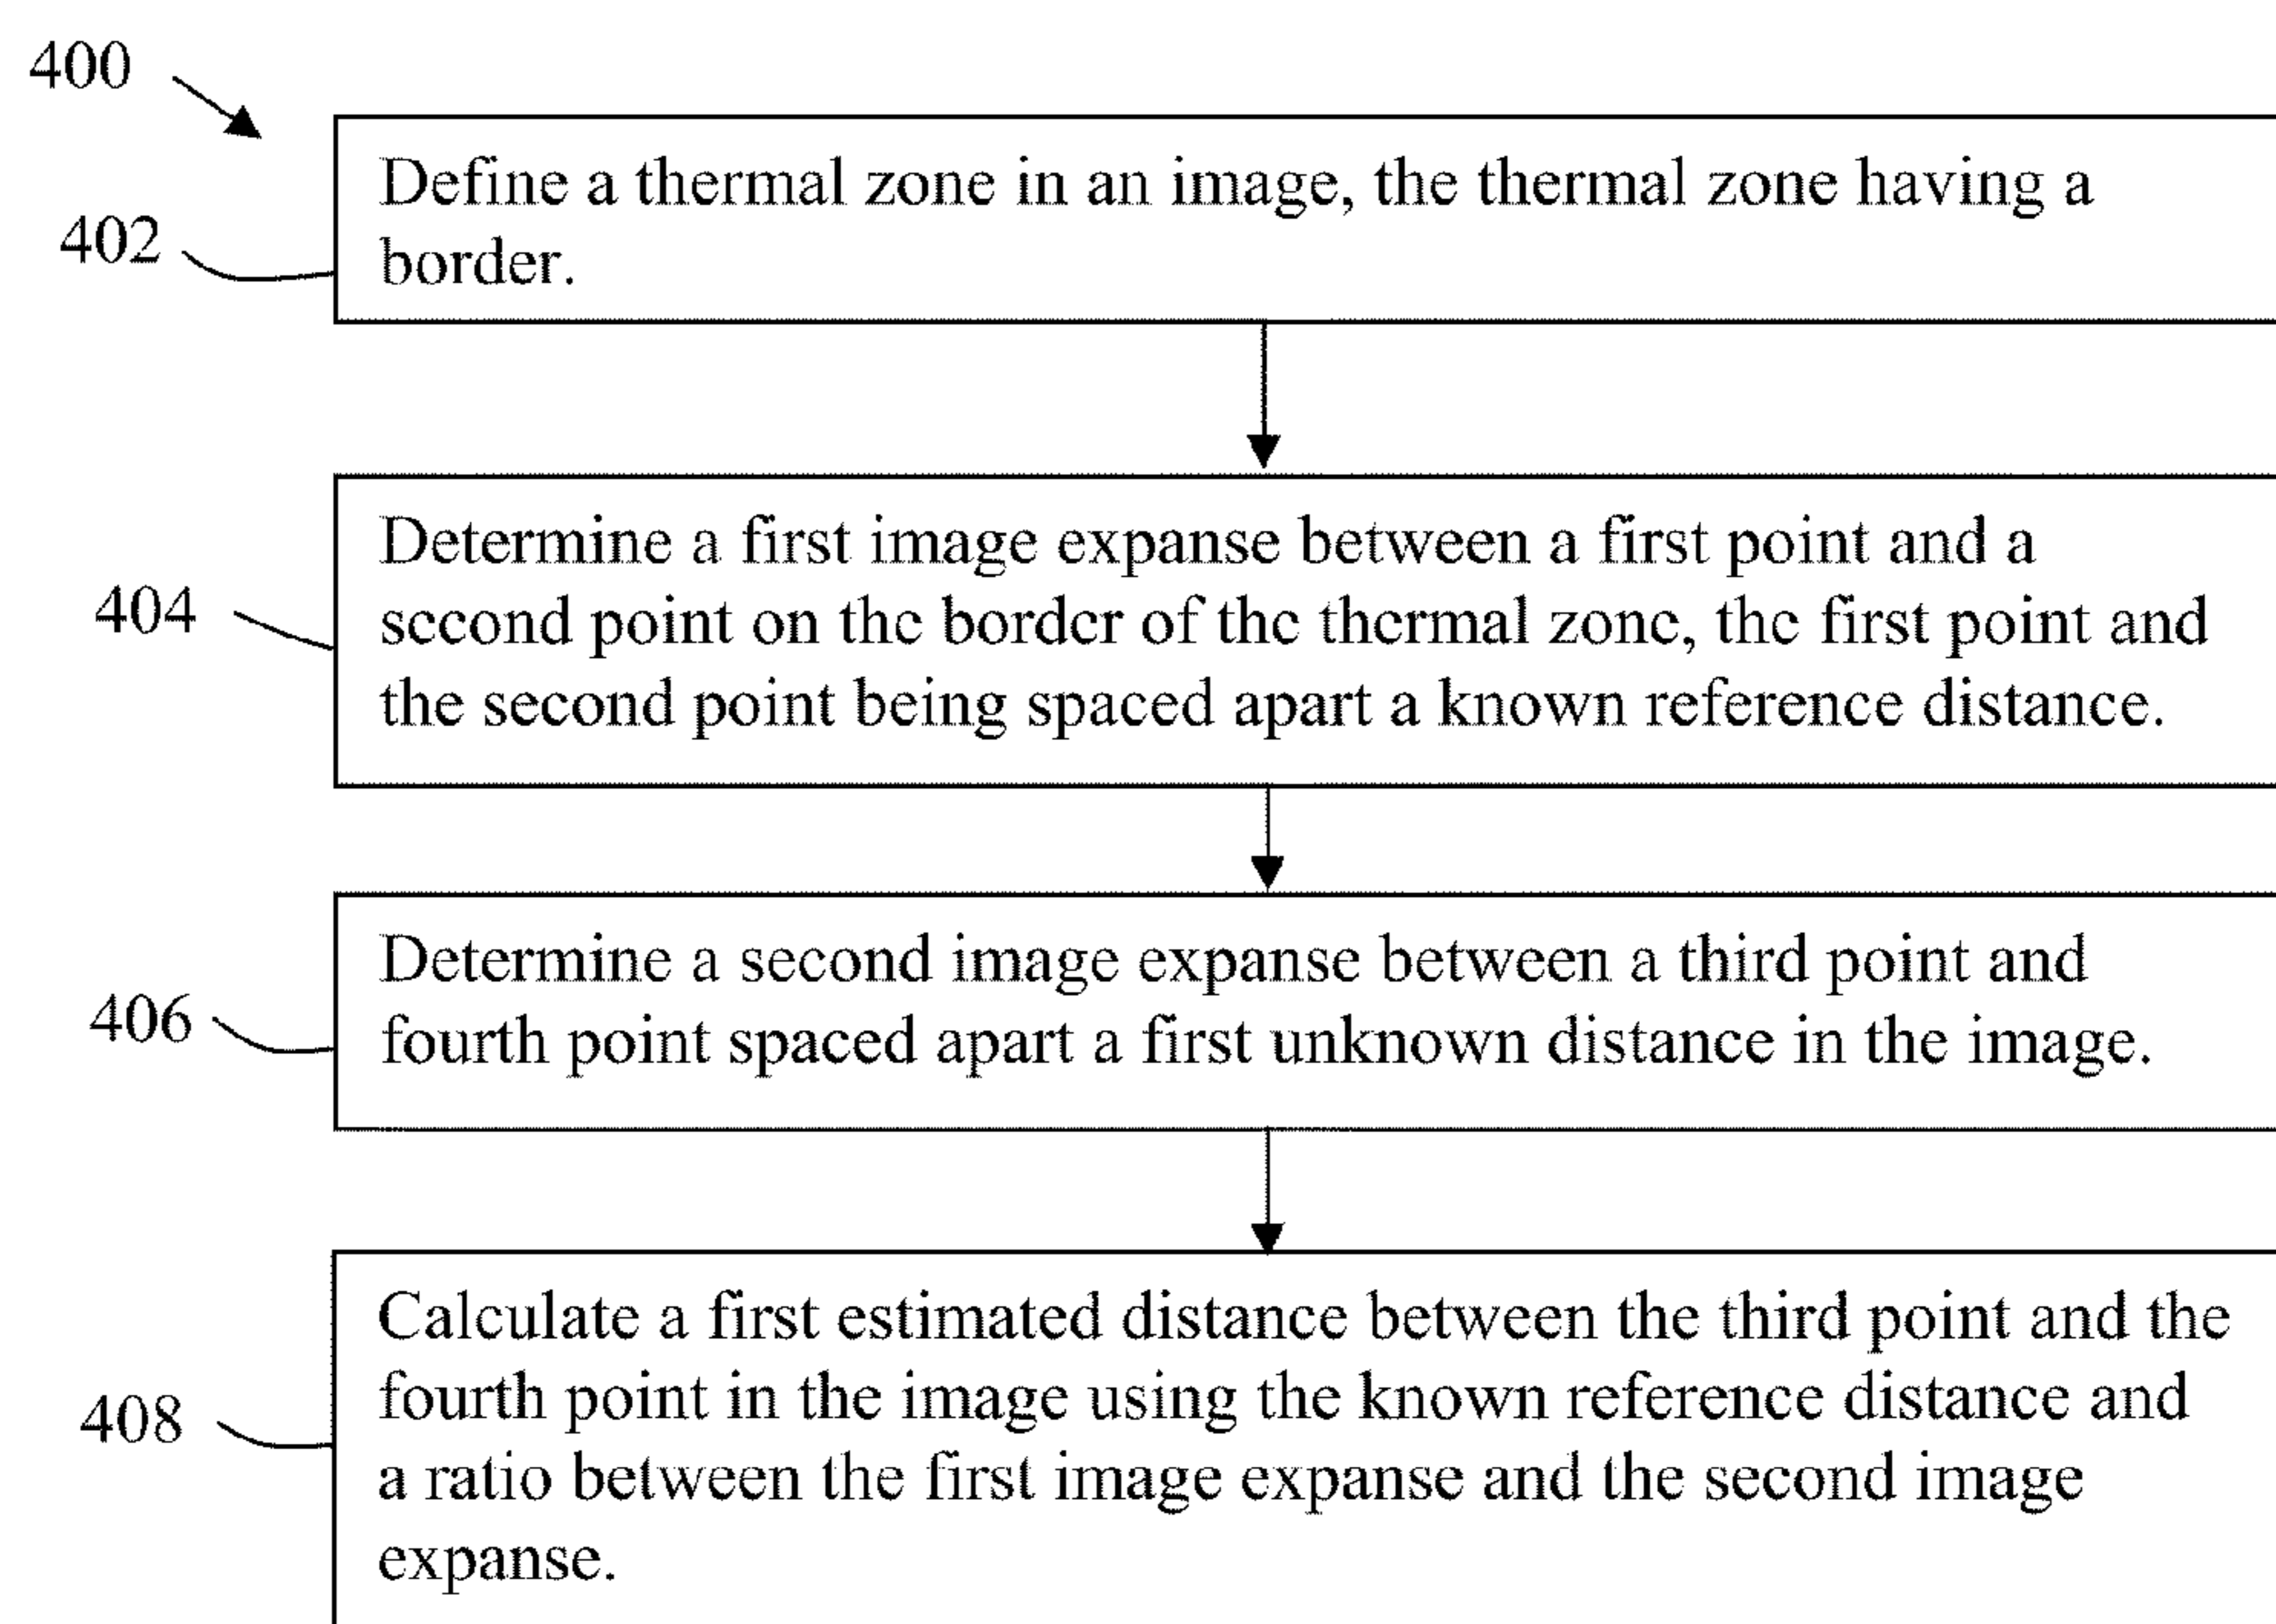 400
Define a thermal zone in an image, the thermal zone having a
402
border.
Determine a first image expanse between a first point and a
404
second point on the border of the thermal zone, the first point and
the second point being spaced apart a known reference distance.
Determine a second image expanse between a third point and
406
fourth point spaced apart a first unknown distance in the image.
Calculate a first estimated distance between the third point and the
fourth point in the image using the known reference distance and
408
a ratio between the first image expanse and the second image
expanse.